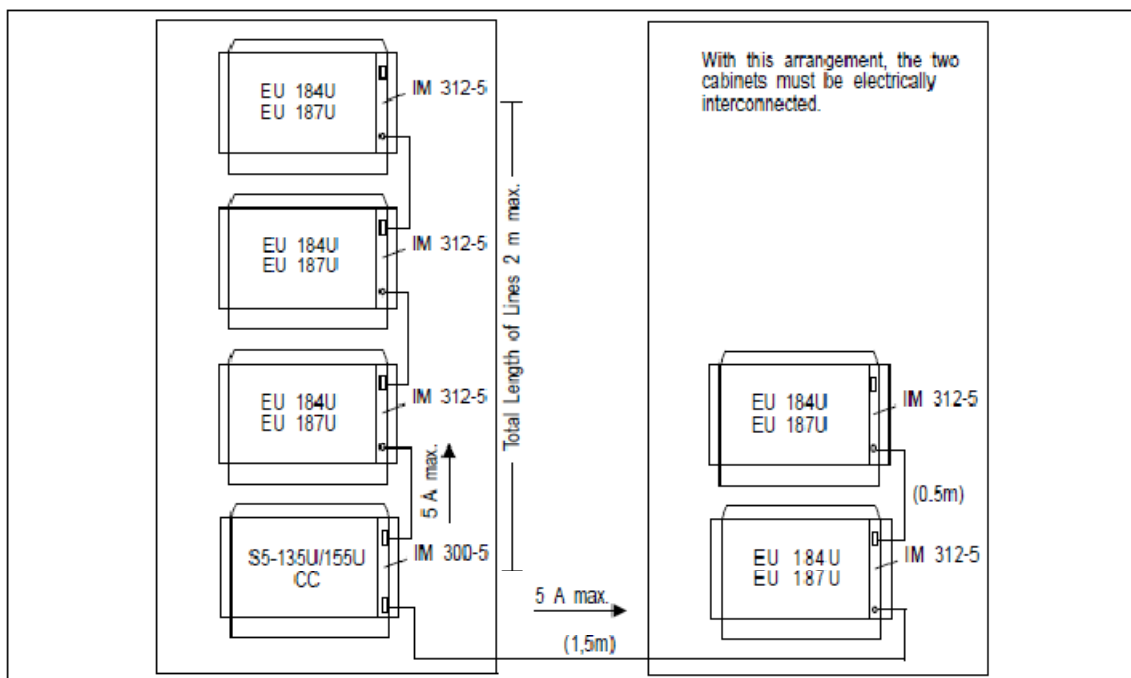 EU 184U
EU 187U
IM 312-5
EU 184U
EU 187U
IM 312-5
EU 184U
EU 187U
IM 312-5
5 A max.
S5-135U/155U
CC
IM 300-5
Total Length of Lines 2 m max.
5 A max.
(1,5m)
With this arrangement, the two
cabinets must be electrically
interconnected.
EU 184U
EU 187U
IM 312-5
(0.5m)
EU 184U
EU 187U
IM 312-5